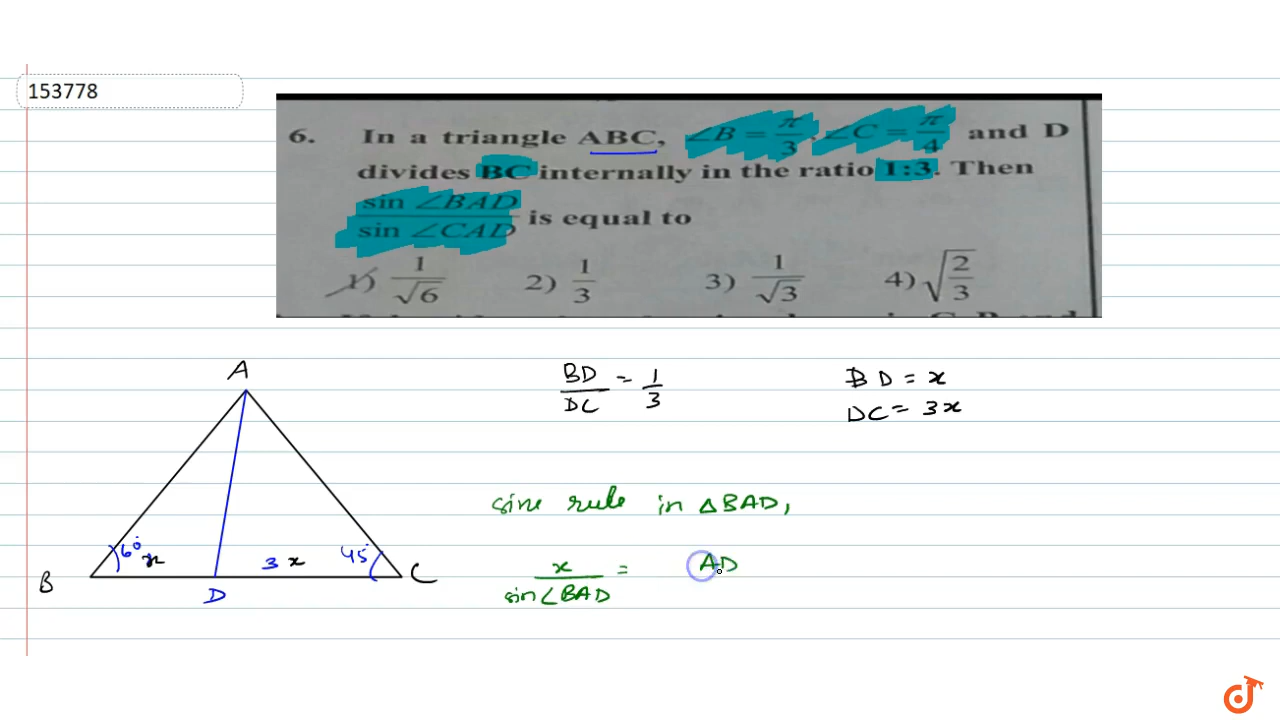 153778
6. In a triangle ABC, ∠B = π/3, ∠C = π/4 and D
divides BC internally in the ratio 1:3. Then
sin ∠BAD / sin ∠CAD is equal to
1) 1/√6 2) 1/3 3) 1/√3 4) √(2/3)
A
BD/DC = 1/3
BD = x
DC = 3x
sine rule in △BAD,
60° x 3x 45°
B D C
x / sin∠BAD = AD